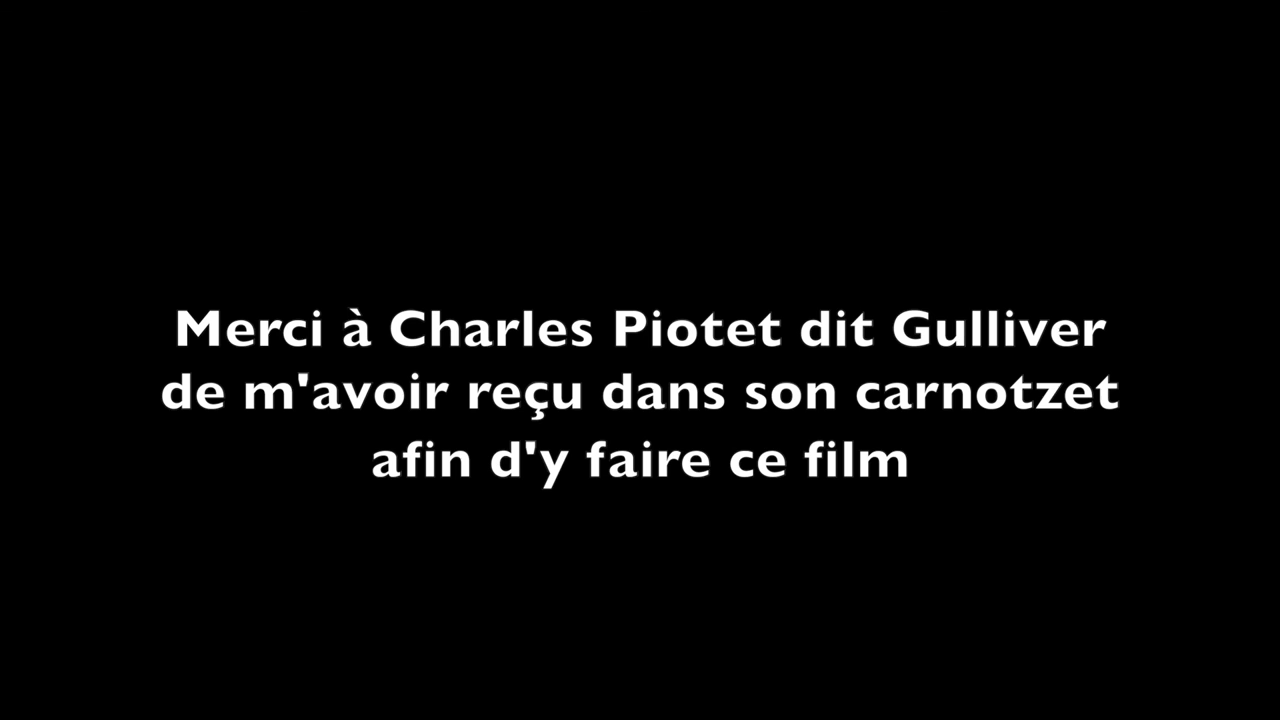 Merci à Charles Piotet dit Gulliver
de m'avoir reçu dans son carnotzet
afin d'y faire ce film